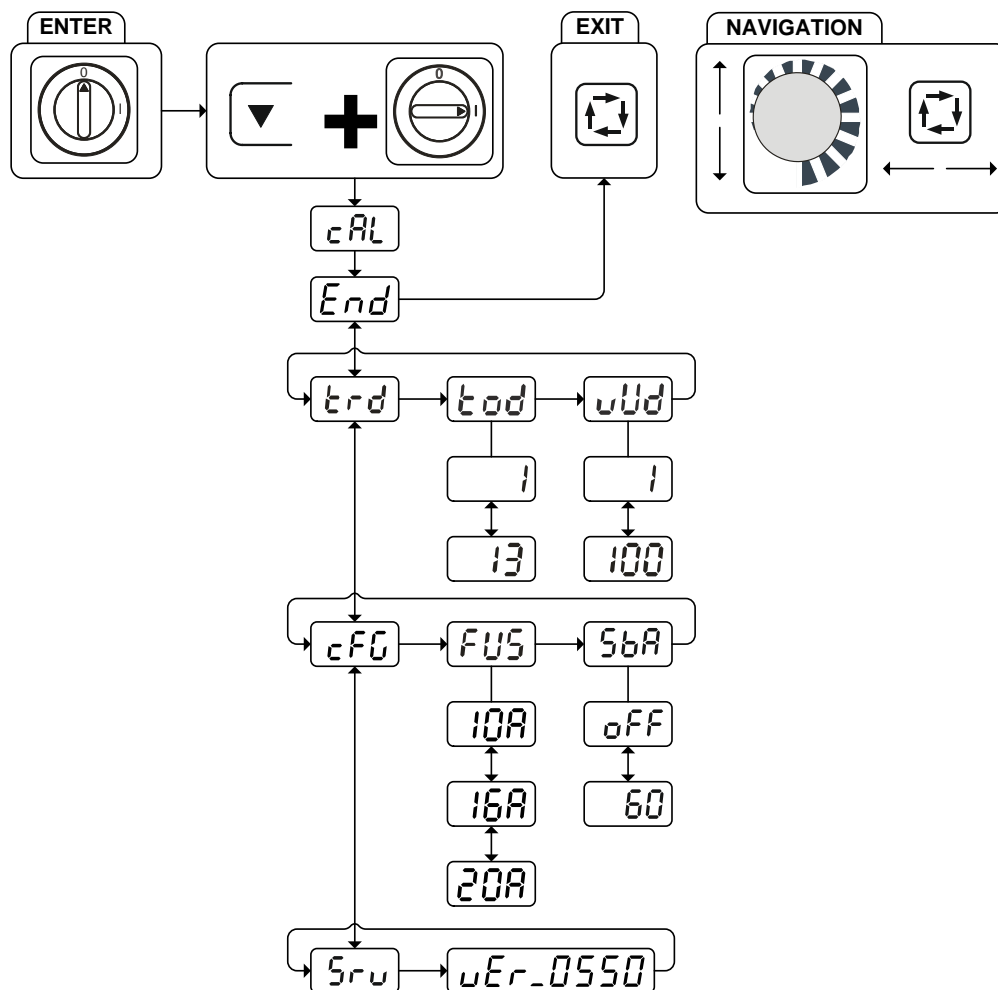 ENTER
EXIT
NAVIGATION
0
I
0
I
cAL
End
trd
tod
vUd
1
1
13
100
cFG
FUS
SbA
10A
oFF
16A
60
20A
Srv
vEr_0550